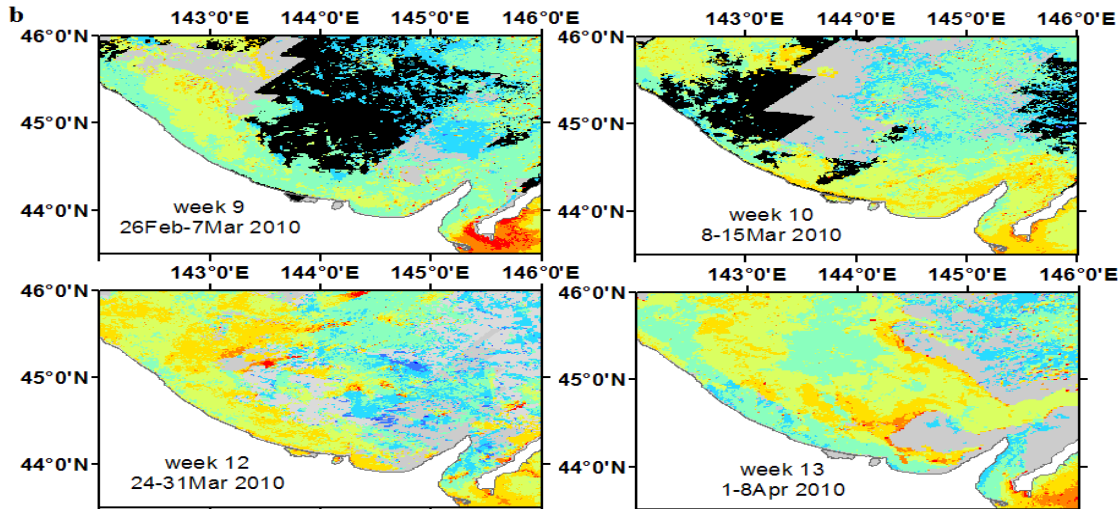 b
143°0'E 144°0'E 145°0'E 146°0'E 143°0'E 144°0'E 145°0'E 146°0'E
46°0'N 46°0'N
45°0'N 45°0'N
44°0'N 44°0'N
week 9
26Feb-7Mar 2010
week 10
8-15Mar 2010
143°0'E 144°0'E 145°0'E 146°0'E 143°0'E 144°0'E 145°0'E 146°0'E
46°0'N 46°0'N
45°0'N 45°0'N
44°0'N 44°0'N
week 12
24-31Mar 2010
week 13
1-8Apr 2010